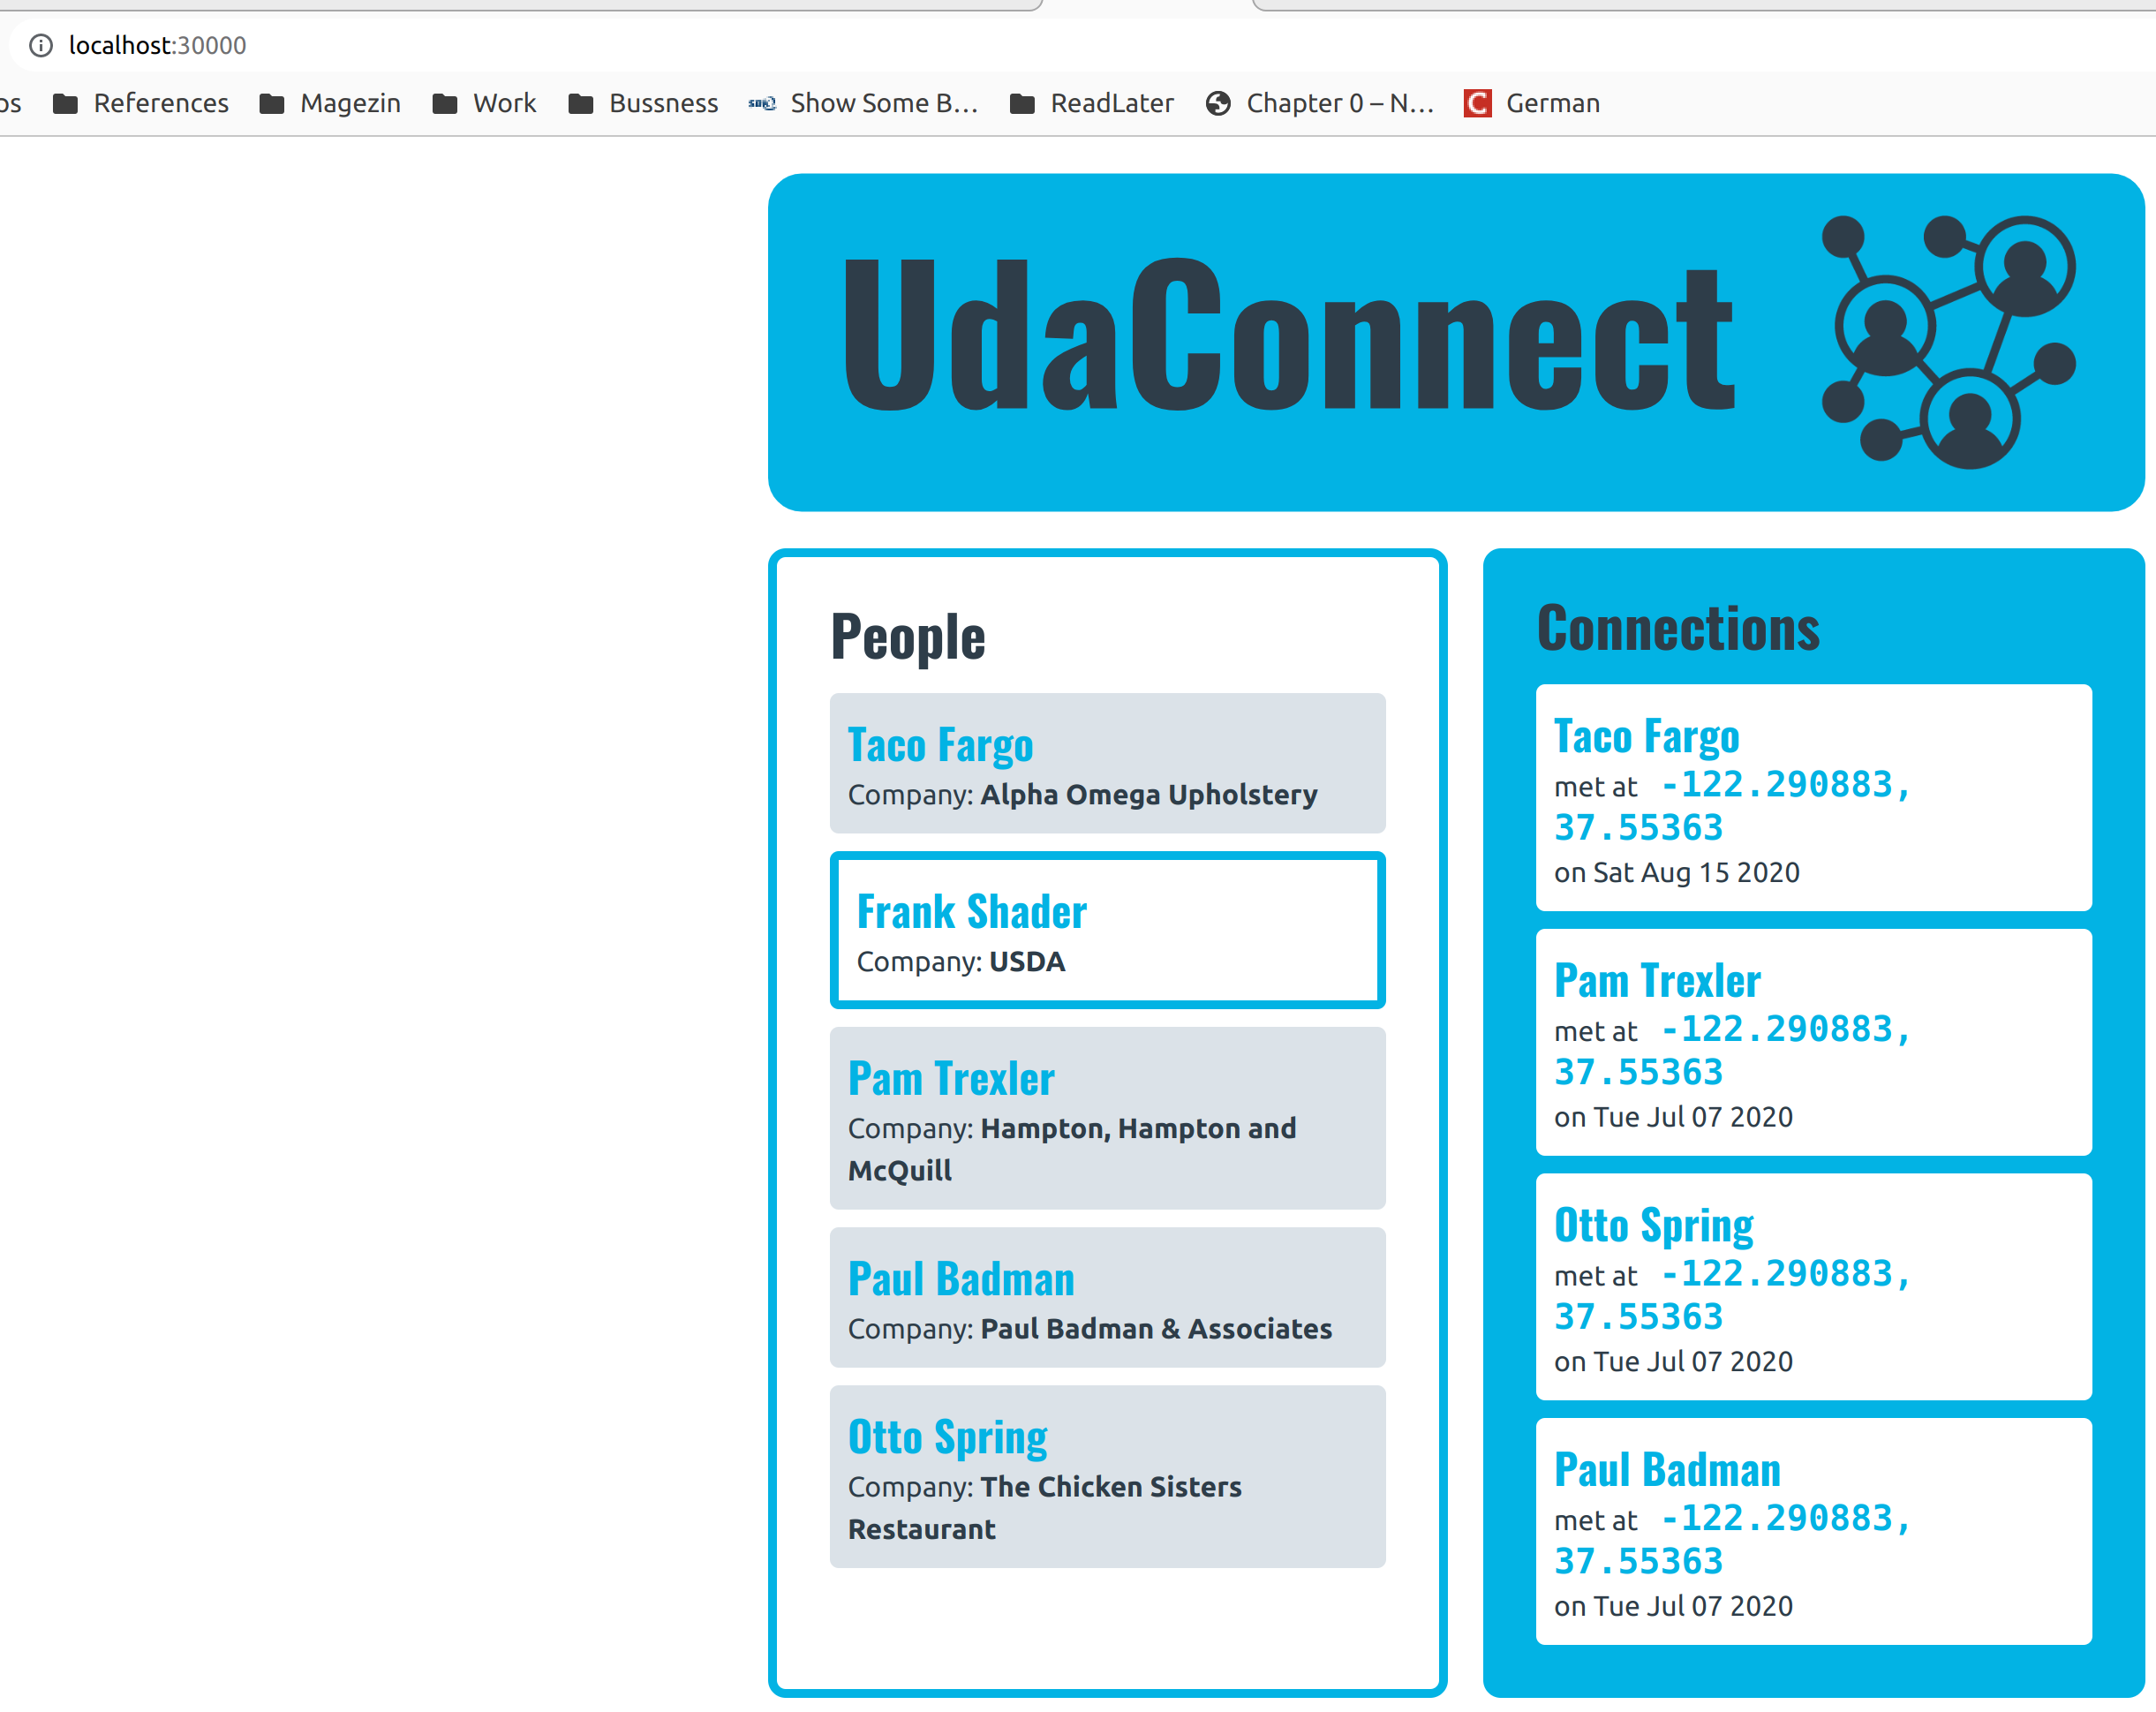 localhost:30000
os References Magezin Work Bussness Show Some B... ReadLater Chapter 0 – N... German
UdaConnect
People
Taco Fargo
Company: Alpha Omega Upholstery
Frank Shader
Company: USDA
Pam Trexler
Company: Hampton, Hampton and
McQuill
Paul Badman
Company: Paul Badman & Associates
Otto Spring
Company: The Chicken Sisters
Restaurant
Connections
Taco Fargo
met at -122.290883,
37.55363
on Sat Aug 15 2020
Pam Trexler
met at -122.290883,
37.55363
on Tue Jul 07 2020
Otto Spring
met at -122.290883,
37.55363
on Tue Jul 07 2020
Paul Badman
met at -122.290883,
37.55363
on Tue Jul 07 2020